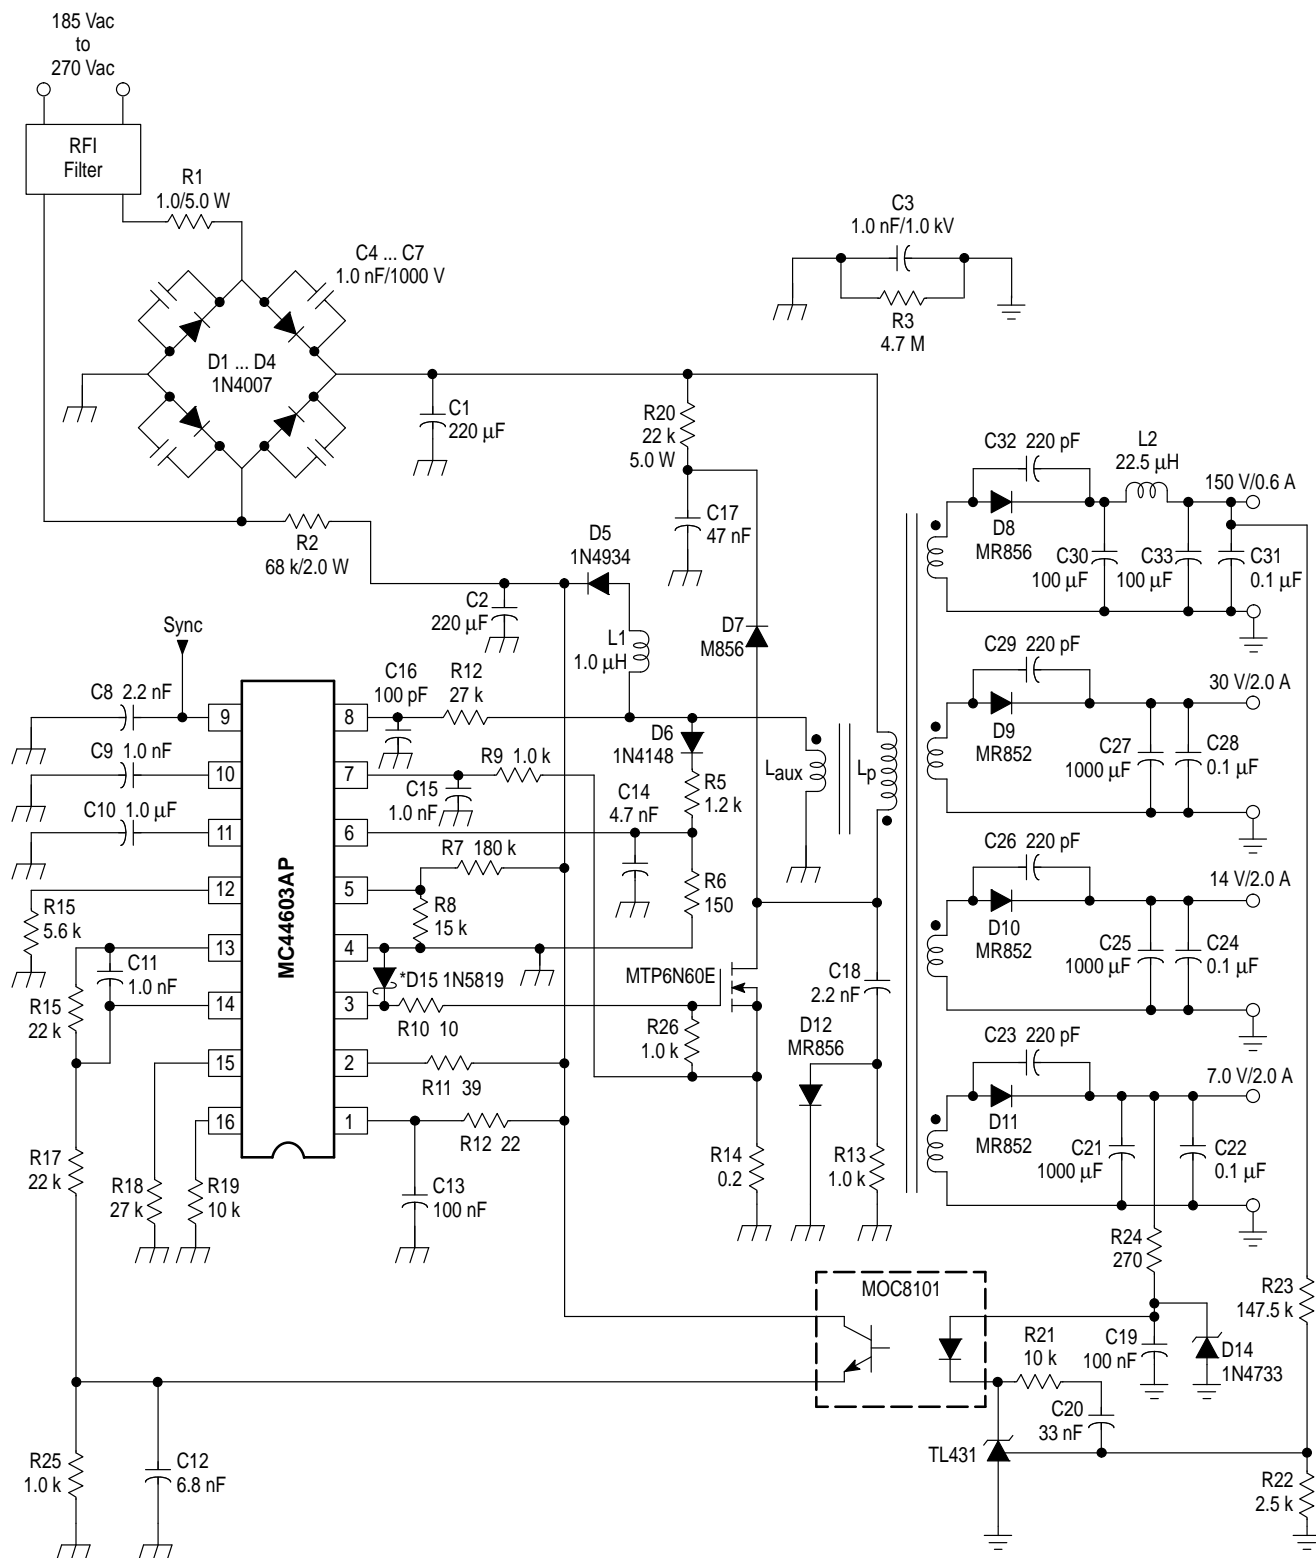 185 Vac
to
270 Vac
RFI
Filter
R1
1.0/5.0 W
C4 ... C7
1.0 nF/1000 V
D1 ... D4
1N4007
C3
1.0 nF/1.0 kV
R3
4.7 M
C1
220 µF
R20
22 k
5.0 W
C17
47 nF
R2
68 k/2.0 W
D5
1N4934
C2
220 µF
L1
1.0 µH
D7
M856
C32 220 pF
L2
22.5 µH
150 V/0.6 A
D8
MR856
C30
100 µF
C33
100 µF
C31
0.1 µF
Sync
C8 2.2 nF
C9 1.0 nF
C10 1.0 µF
9
10
11
12
13
14
15
16
8
7
6
5
4
3
2
1
MC44603AP
C16
100 pF
R12
27 k
D6
1N4148
R9 1.0 k
C15
1.0 nF
C14
4.7 nF
R5
1.2 k
Laux
Lp
C29 220 pF
30 V/2.0 A
D9
MR852
C27
1000 µF
C28
0.1 µF
R7 180 k
R8
15 k
R6
150
R15
5.6 k
C11
1.0 nF
R15
22 k
*D15 1N5819
R10 10
MTP6N60E
C18
2.2 nF
R26
1.0 k
D12
MR856
C26 220 pF
14 V/2.0 A
D10
MR852
C25
1000 µF
C24
0.1 µF
R11 39
R12 22
C13
100 nF
R17
22 k
R18
27 k
R19
10 k
R14
0.2
R13
1.0 k
C23 220 pF
7.0 V/2.0 A
D11
MR852
C21
1000 µF
C22
0.1 µF
R24
270
R23
147.5 k
MOC8101
R21
10 k
C19
100 nF
D14
1N4733
C20
33 nF
TL431
R25
1.0 k
C12
6.8 nF
R22
2.5 k